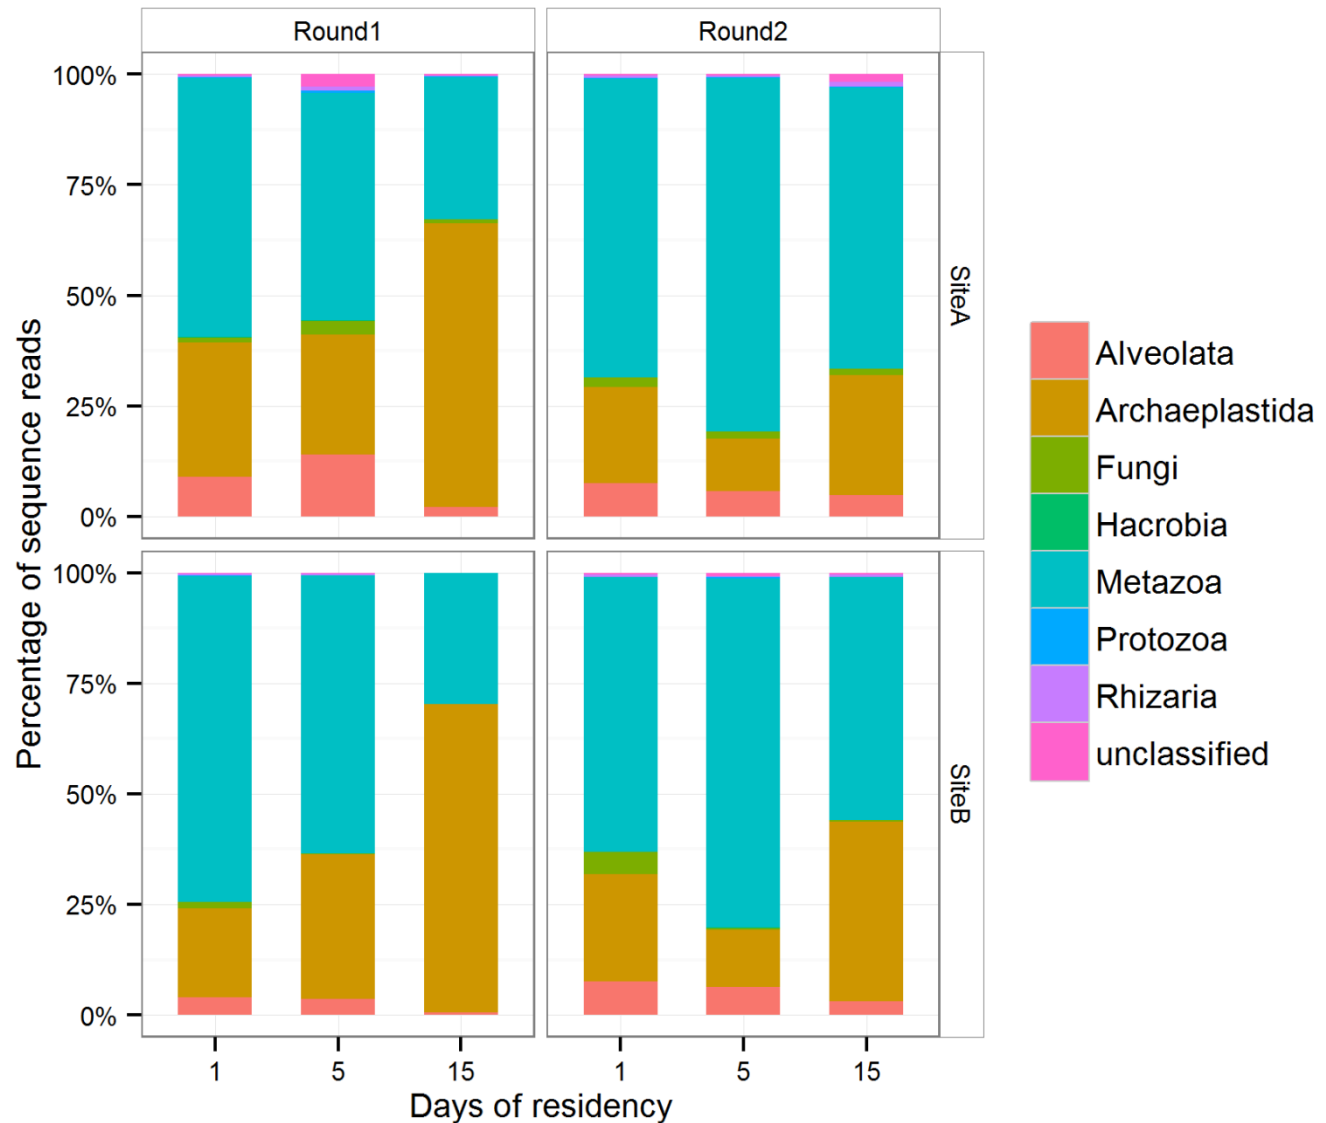 Round1
Round2
Percentage of sequence reads
100%
75%
50%
25%
0%
SiteA
100%
75%
50%
25%
0%
SiteB
1
5
15
1
5
15
Days of residency
Alveolata
Archaeplastida
Fungi
Hacrobia
Metazoa
Protozoa
Rhizaria
unclassified